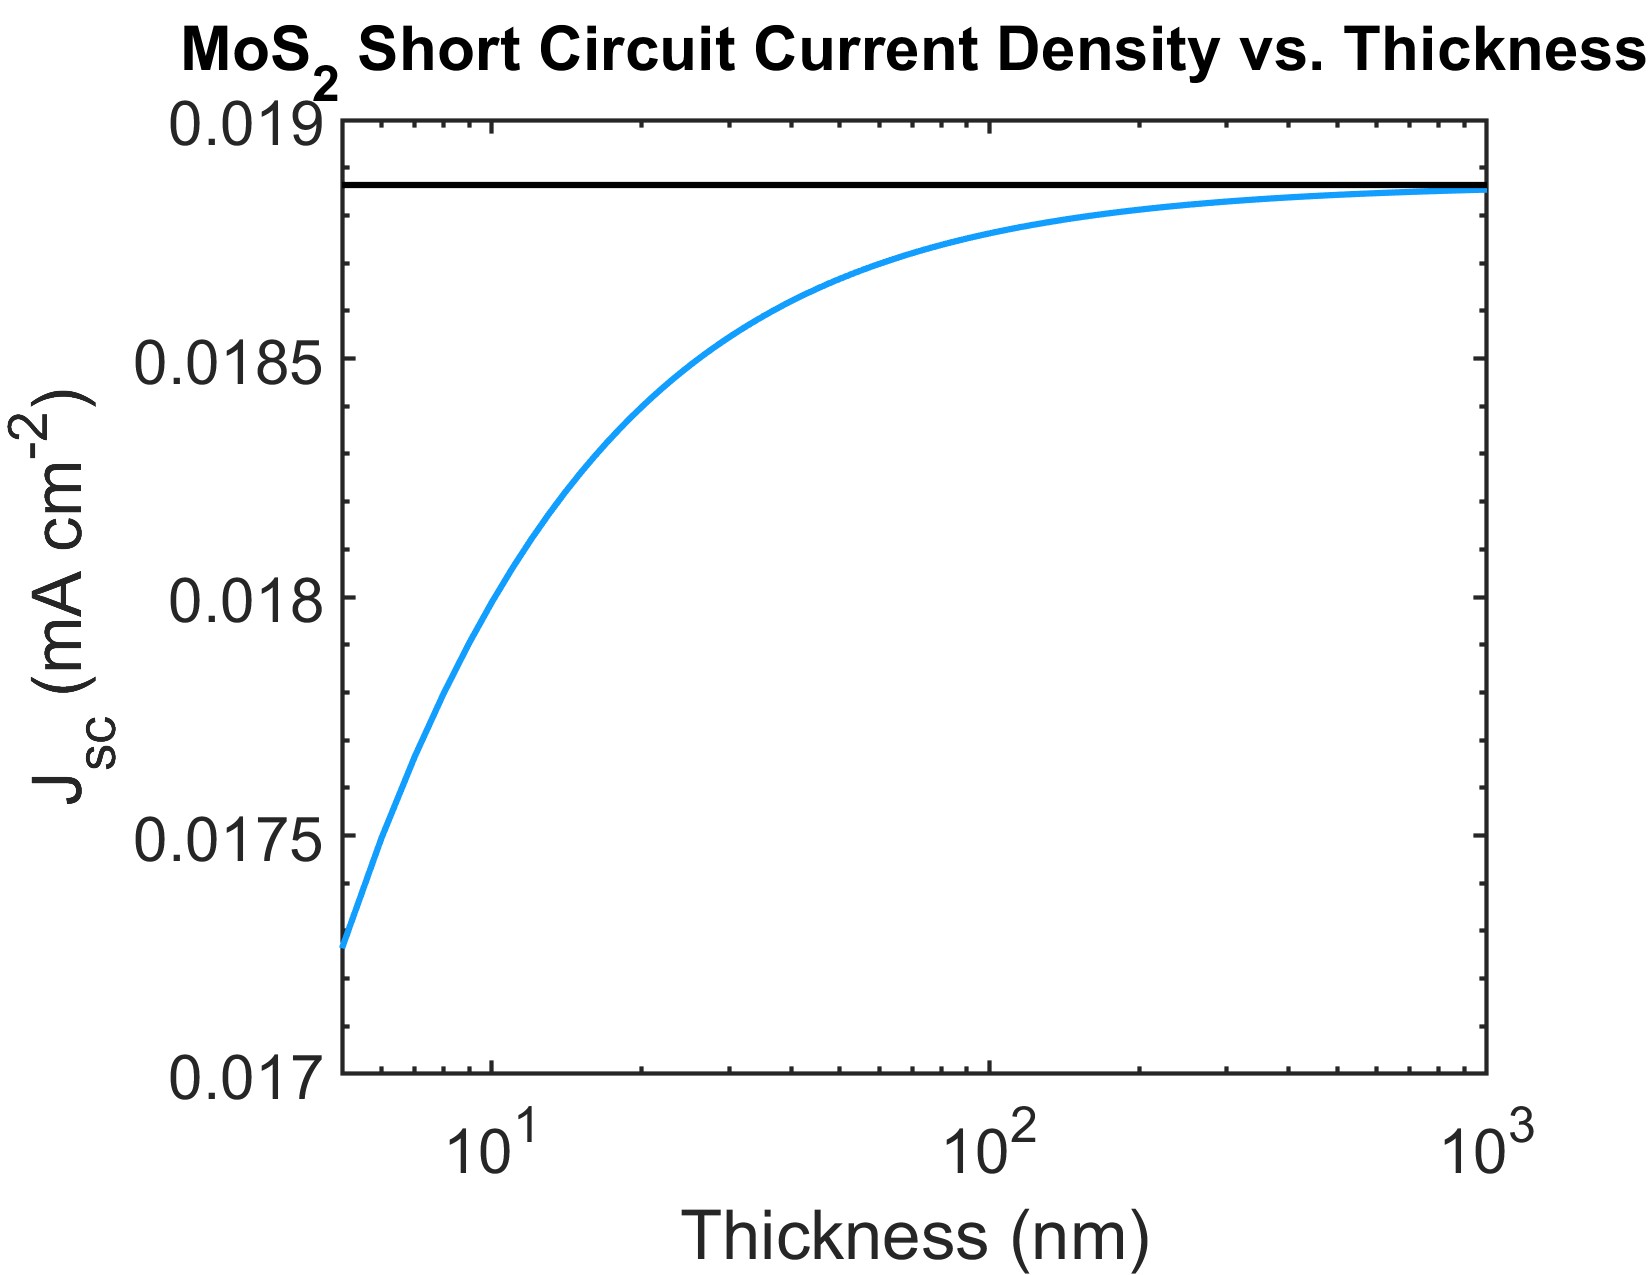 MoS₂ Short Circuit Current Density vs. Thickness
0.019
0.0185
0.018
0.0175
0.017
J_sc (mA cm⁻²)
10¹ 10² 10³
Thickness (nm)